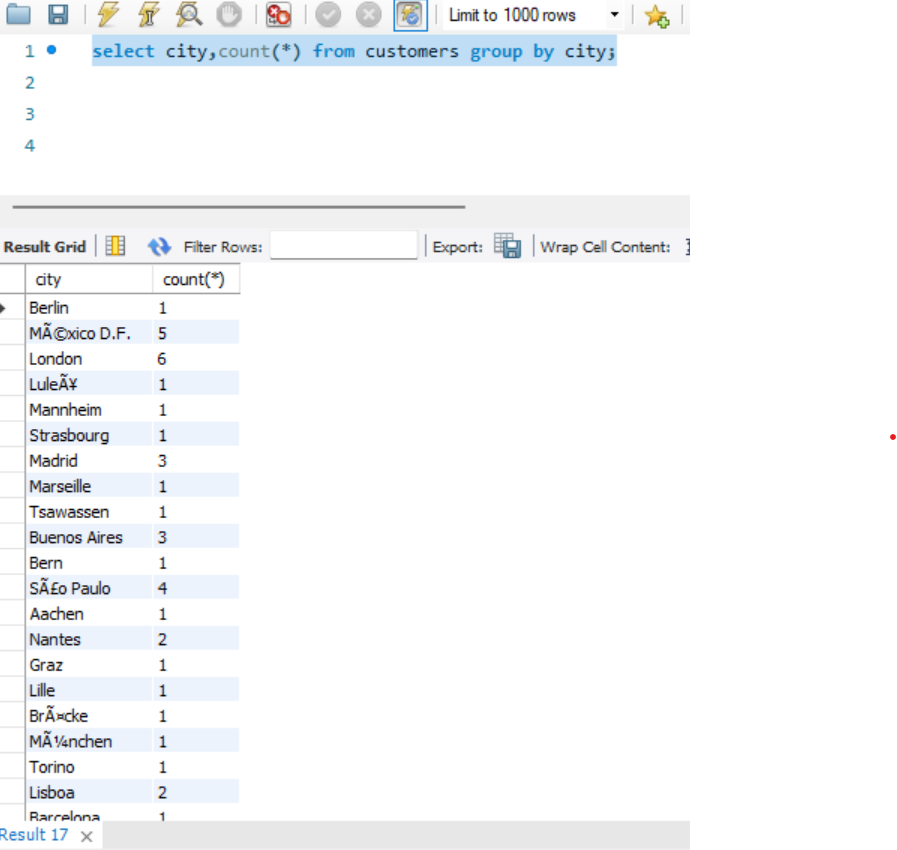 Limit to 1000 rows
1 select city,count(*) from customers group by city;
2
3
4
Result Grid Filter Rows: Export: Wrap Cell Content:
city count(*)
Berlin 1
MÃ©xico D.F. 5
London 6
LuleÃ¥ 1
Mannheim 1
Strasbourg 1
Madrid 3
Marseille 1
Tsawassen 1
Buenos Aires 3
Bern 1
SÃ£o Paulo 4
Aachen 1
Nantes 2
Graz 1
Lille 1
BrÃ¤cke 1
MÃ¼nchen 1
Torino 1
Lisboa 2
Barcelona 1
Result 17